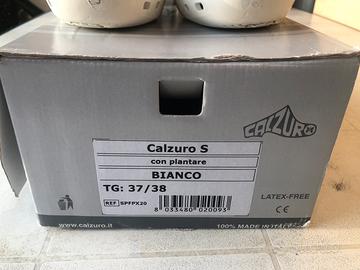 CALZURO
Calzuro S
con plantare
BIANCO
TG: 37/38
REF SPFPX20
8 033480 020093
LATEX-FREE
CE
www.calzuro.it
100% MADE IN ITALY